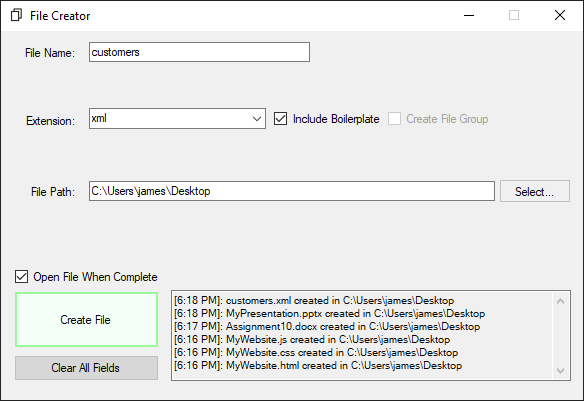 File Creator
File Name:
customers
Extension:
xml
Include Boilerplate
Create File Group
File Path:
C:\Users\james\Desktop
Select...
Open File When Complete
Create File
Clear All Fields
[6:18 PM]: customers.xml created in C:\Users\james\Desktop
[6:18 PM]: MyPresentation.pptx created in C:\Users\james\Desktop
[6:17 PM]: Assignment10.docx created in C:\Users\james\Desktop
[6:16 PM]: MyWebsite.js created in C:\Users\james\Desktop
[6:16 PM]: MyWebsite.css created in C:\Users\james\Desktop
[6:16 PM]: MyWebsite.html created in C:\Users\james\Desktop